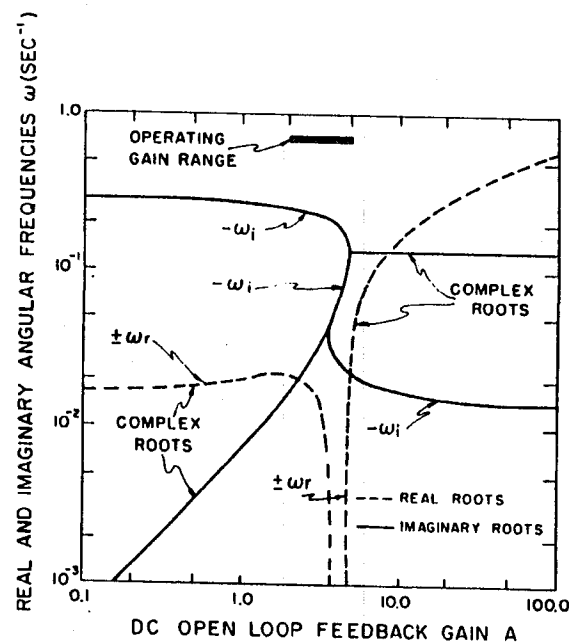 REAL AND IMAGINARY ANGULAR FREQUENCIES ω(SEC⁻¹)
1.0
10⁻¹
10⁻²
10⁻³
OPERATING
GAIN RANGE
-ωi
-ωi
COMPLEX
ROOTS
±ωr
COMPLEX
ROOTS
-ωi
±ωr
--- REAL ROOTS
— IMAGINARY ROOTS
0.1
1.0
10.0
100.0
DC OPEN LOOP FEEDBACK GAIN A